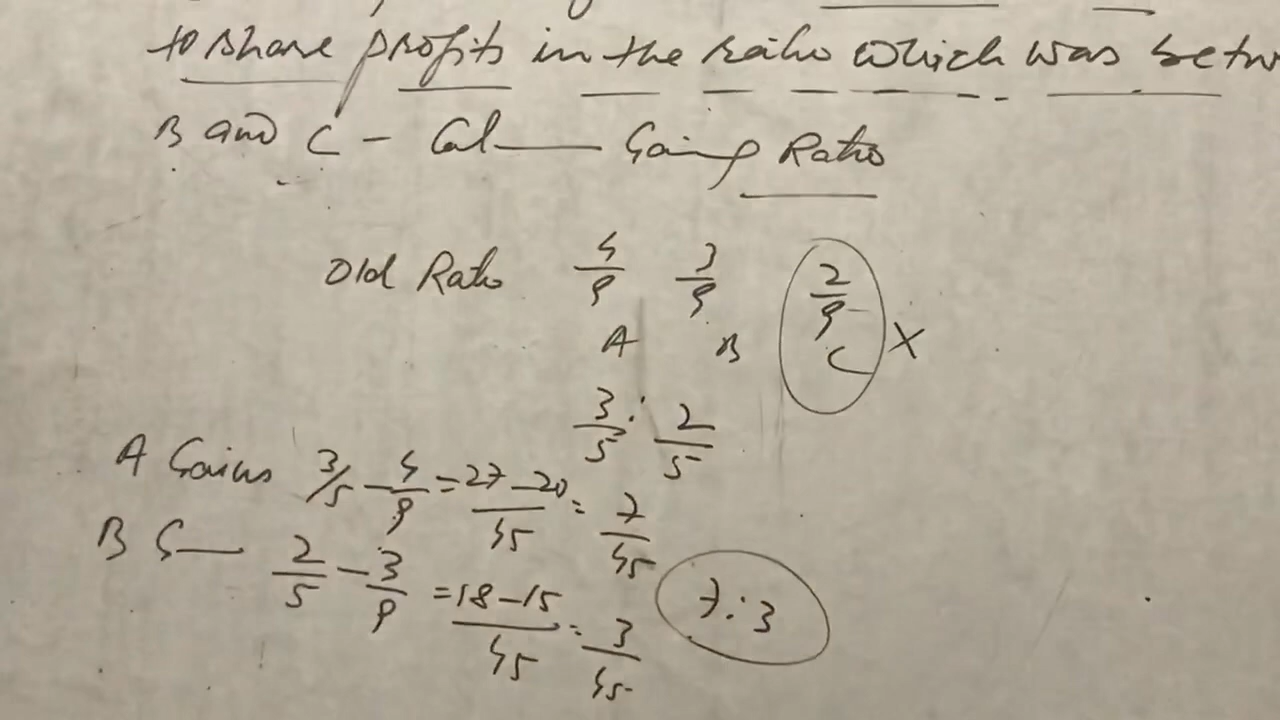 to share profits in the ratio which was betw
B and C - Cal—— Gaining Ratio
Old Ratio 4/9 3/9 2/9 X
A B C
3/5 : 2/5
A Gains 3/5 - 4/9 = 27-20/45 = 7/45
B G—— 2/5 - 3/9 = 18-15/45 = 3/45
7:3